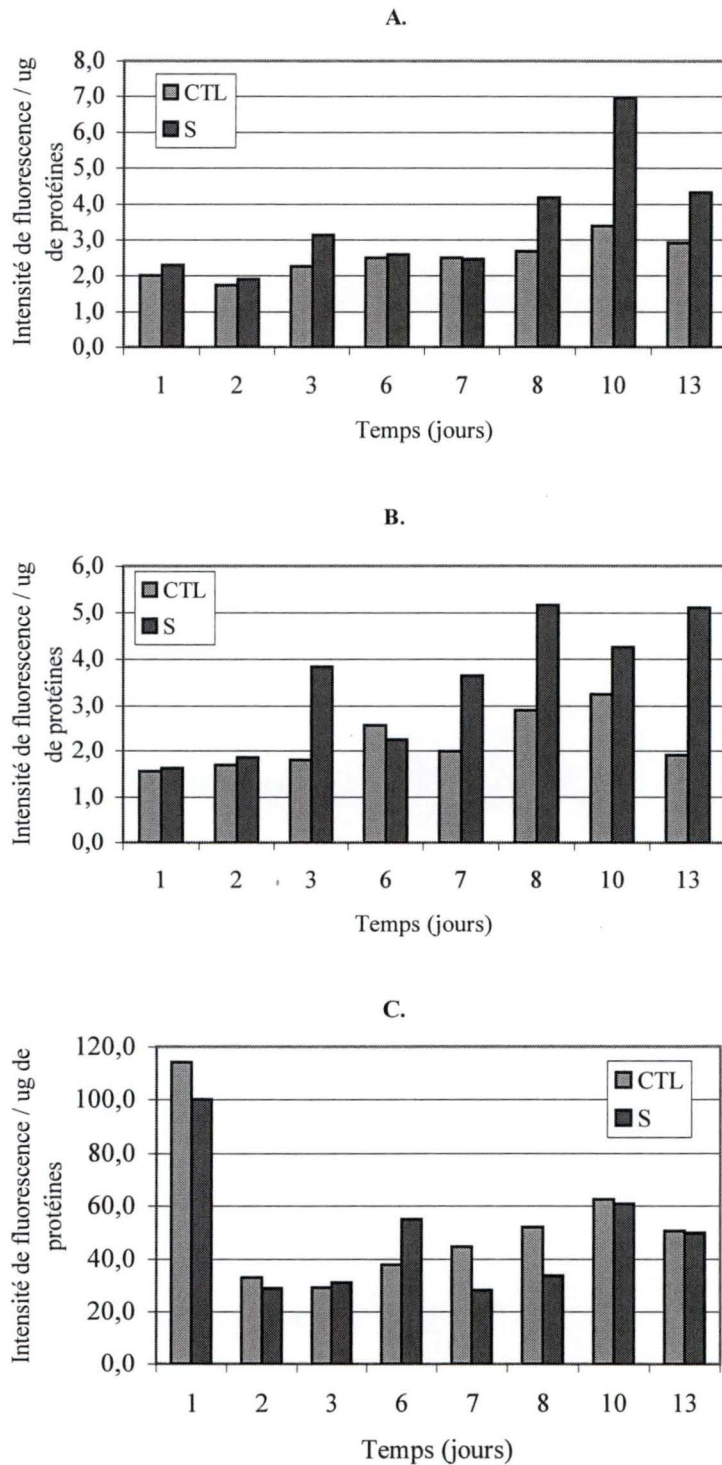 A.
8,0
7,0
6,0
5,0
4,0
3,0
2,0
1,0
0,0
Intensité de fluorescence / ug
de protéines
CTL
S
1 2 3 6 7 8 10 13
Temps (jours)
B.
6,0
5,0
4,0
3,0
2,0
1,0
0,0
Intensité de fluorescence / ug
de protéines
CTL
S
1 2 3 6 7 8 10 13
Temps (jours)
C.
120,0
100,0
80,0
60,0
40,0
20,0
0,0
Intensité de fluorescence / ug de
protéines
CTL
S
1 2 3 6 7 8 10 13
Temps (jours)